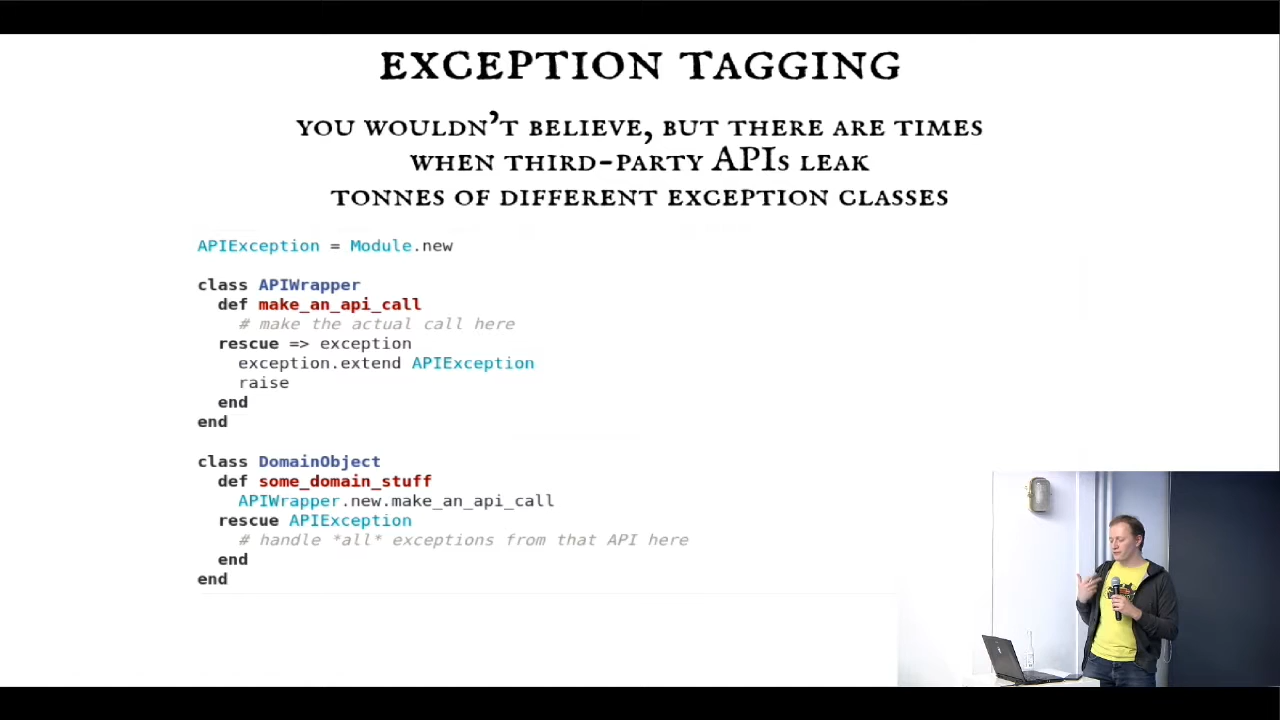 EXCEPTION TAGGING
YOU WOULDN'T BELIEVE, BUT THERE ARE TIMES
WHEN THIRD-PARTY APIS LEAK
TONNES OF DIFFERENT EXCEPTION CLASSES
APIException = Module.new
class APIWrapper
  def make_an_api_call
    # make the actual call here
  rescue => exception
    exception.extend APIException
    raise
  end
end
class DomainObject
  def some_domain_stuff
    APIWrapper.new.make_an_api_call
  rescue APIException
    # handle *all* exceptions from that API here
  end
end